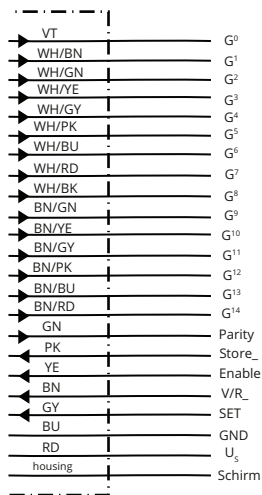 VT G⁰
WH/BN G¹
WH/GN G²
WH/YE G³
WH/GY G⁴
WH/PK G⁵
WH/BU G⁶
WH/RD G⁷
WH/BK G⁸
BN/GN G⁹
BN/YE G¹⁰
BN/GY G¹¹
BN/PK G¹²
BN/BU G¹³
BN/RD G¹⁴
GN Parity
PK Store_
YE Enable
BN V/R_
GY SET
BU GND
RD Uₛ
housing Schirm